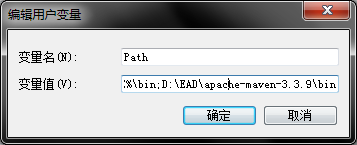 编辑用户变量
变量名(N): Path
变量值(V): %\bin;D:\EAD\apache-maven-3.3.9\bin
确定 取消